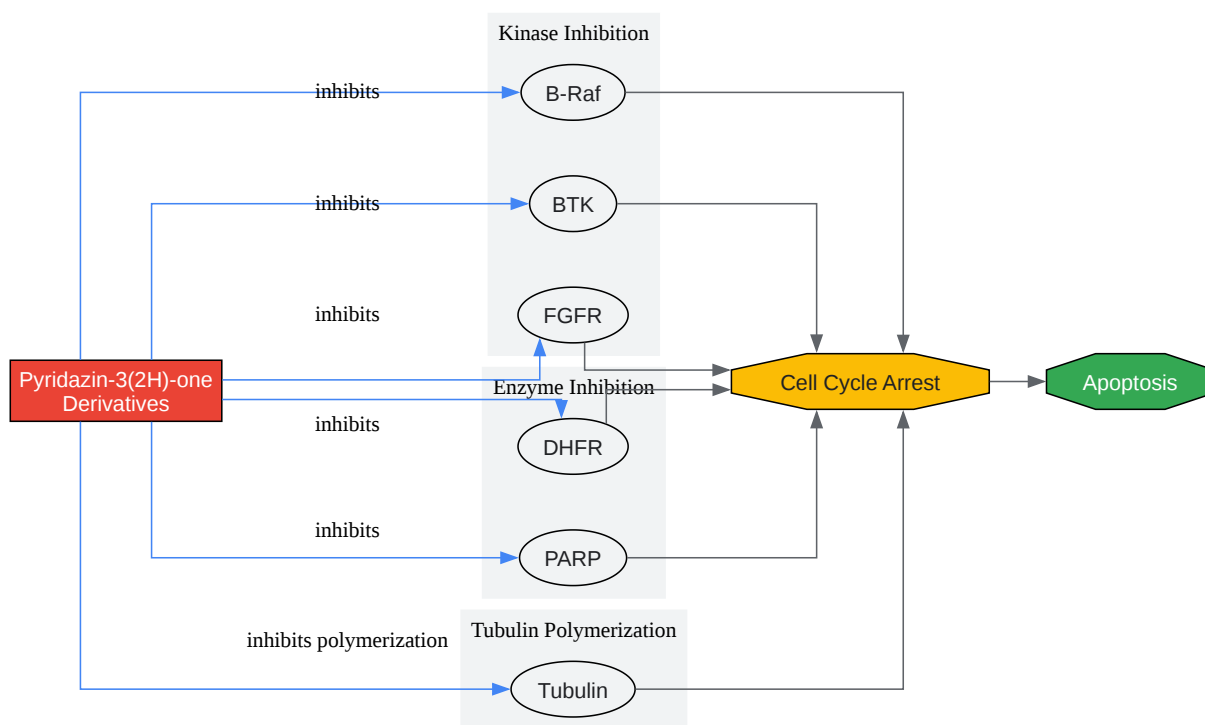 Kinase Inhibition
inhibits
B-Raf
inhibits
BTK
inhibits
FGFR
Pyridazin-3(2H)-one
Derivatives
Enzyme Inhibition
Cell Cycle Arrest
Apoptosis
inhibits
DHFR
inhibits
PARP
Tubulin Polymerization
inhibits polymerization
Tubulin